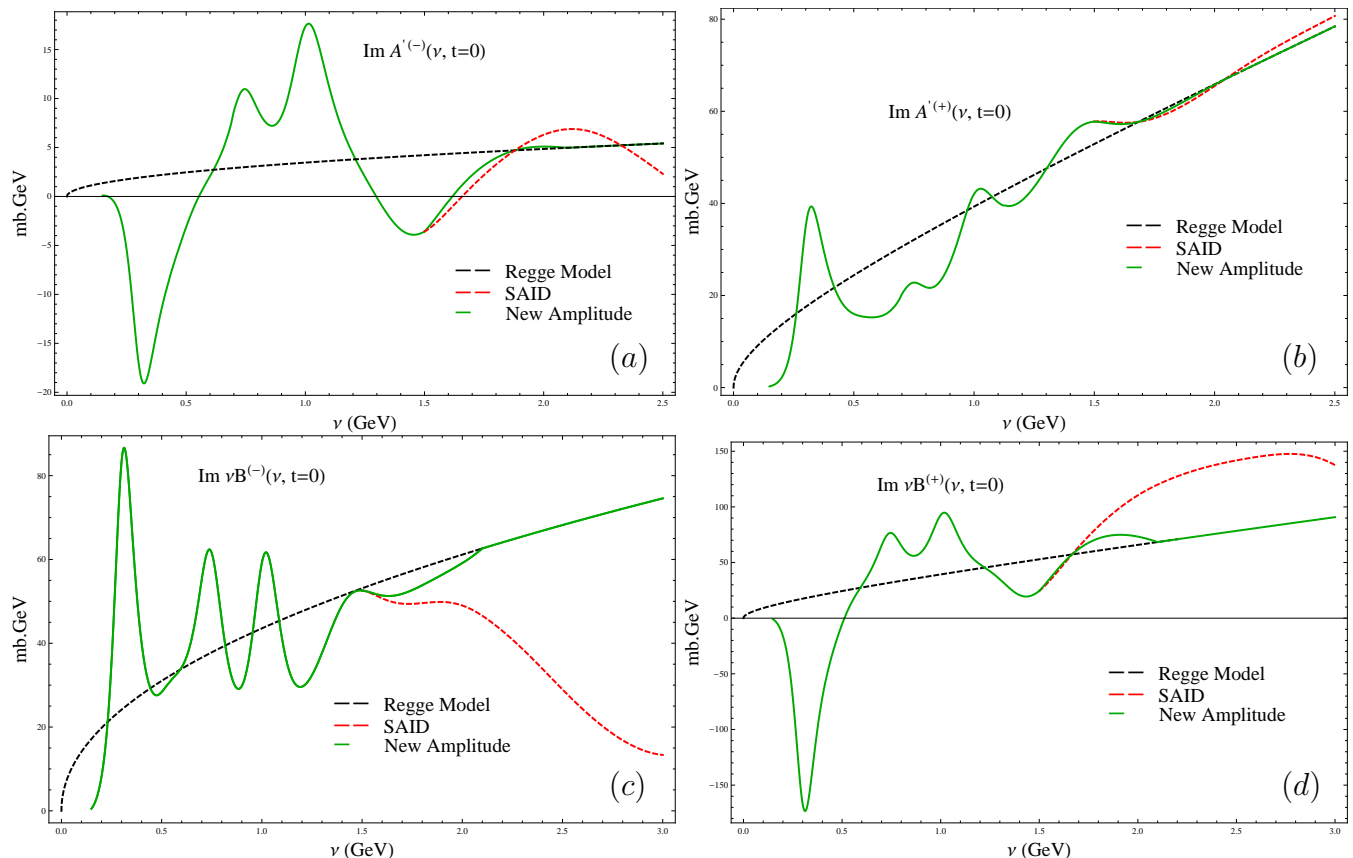 Im A'(-)(ν, t=0)
mb.GeV
15
10
5
0
-5
-10
-15
-20
Regge Model
SAID
New Amplitude
(a)
0.0 0.5 1.0 1.5 2.0 2.5
ν (GeV)
Im A'(+)(ν, t=0)
mb.GeV
80
60
40
20
0
Regge Model
SAID
New Amplitude
(b)
0.0 0.5 1.0 1.5 2.0 2.5
ν (GeV)
Im νB(-)(ν, t=0)
mb.GeV
80
60
40
20
0
Regge Model
SAID
New Amplitude
(c)
0.0 0.5 1.0 1.5 2.0 2.5 3.0
ν (GeV)
Im νB(+)(ν, t=0)
mb.GeV
150
100
50
0
-50
-100
-150
Regge Model
SAID
New Amplitude
(d)
0.0 0.5 1.0 1.5 2.0 2.5 3.0
ν (GeV)